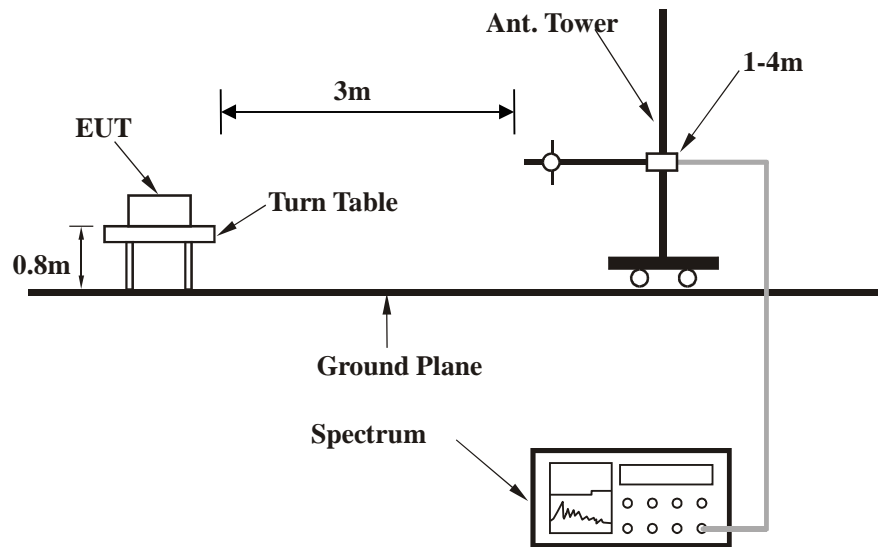 Ant. Tower
1-4m
3m
EUT
Turn Table
0.8m
Ground Plane
Spectrum